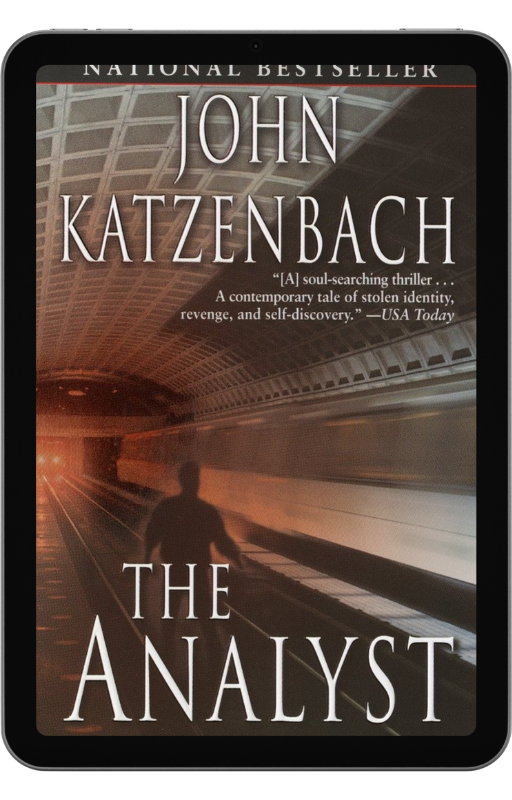 NATIONAL BESTSELLER
JOHN
KATZENBACH
“[A] soul-searching thriller . . .
A contemporary tale of stolen identity,
revenge, and self-discovery.” —USA Today
THE
ANALYST